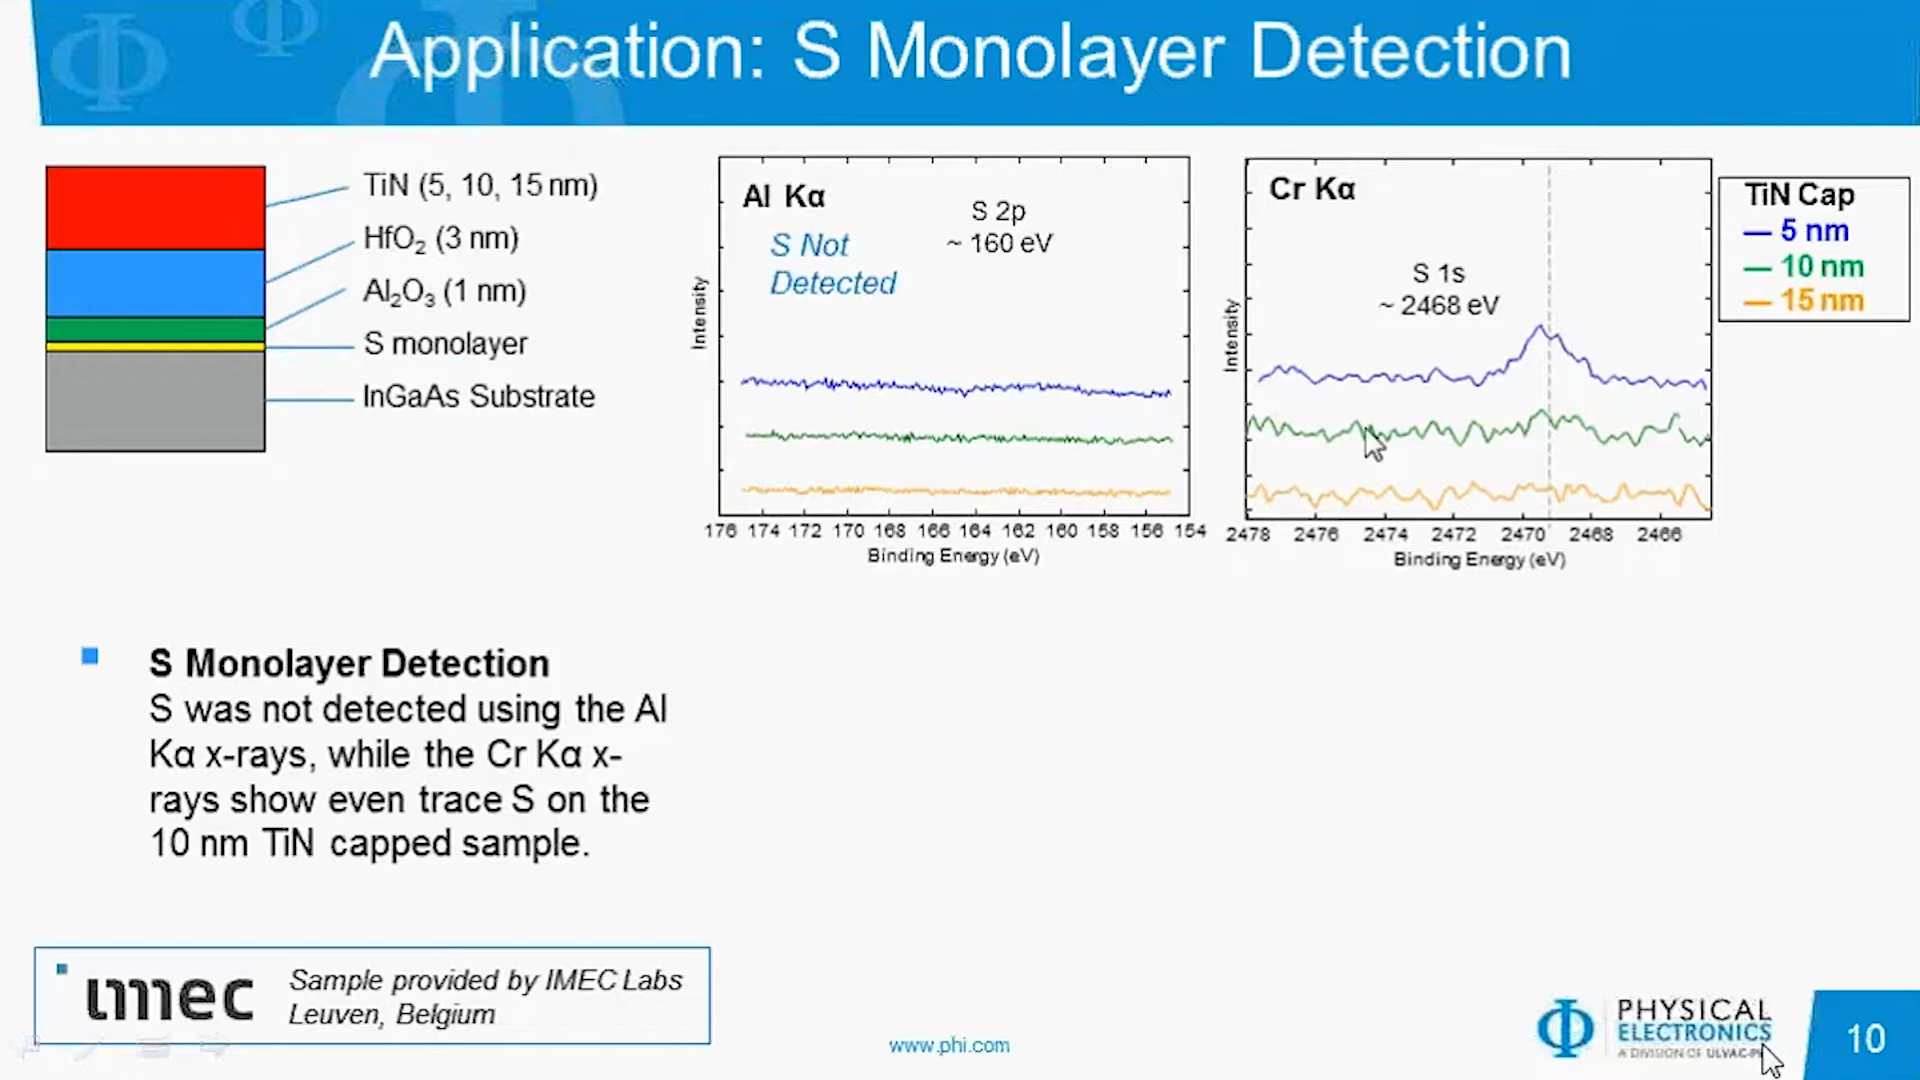 Application: S Monolayer Detection
TiN (5, 10, 15 nm)
HfO₂ (3 nm)
Al₂O₃ (1 nm)
S monolayer
InGaAs Substrate
Al Kα
S Not
Detected
S 2p
~ 160 eV
Intensity
176 174 172 170 168 166 164 162 160 158 156 154
Binding Energy (eV)
Cr Kα
S 1s
~ 2468 eV
Intensity
2478 2476 2474 2472 2470 2468 2466
Binding Energy (eV)
TiN Cap
— 5 nm
— 10 nm
— 15 nm
S Monolayer Detection
S was not detected using the Al
Kα x-rays, while the Cr Kα x-
rays show even trace S on the
10 nm TiN capped sample.
imec
Sample provided by IMEC Labs
Leuven, Belgium
www.phi.com
PHYSICAL
ELECTRONICS
A DIVISION OF
10